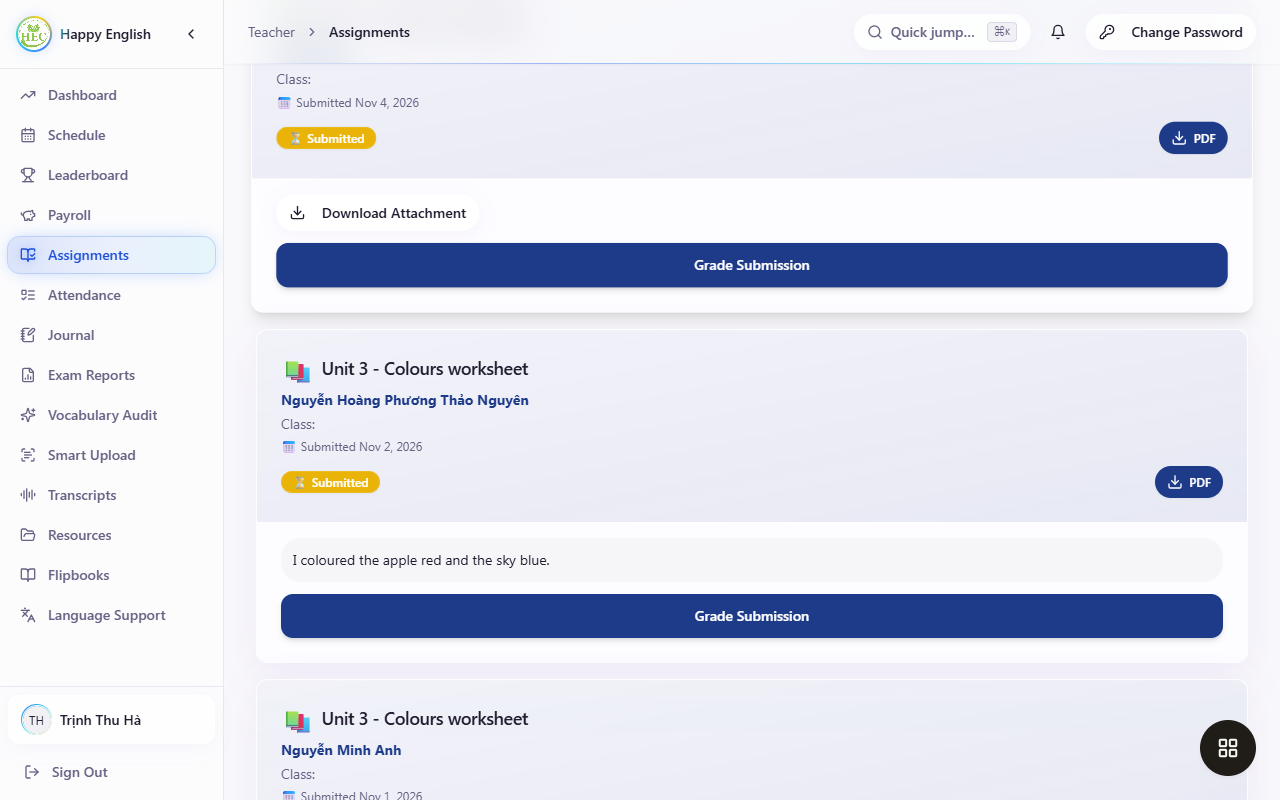 HEC
Happy English
Teacher > Assignments
Quick jump... ⌘K
Change Password
Dashboard
Schedule
Leaderboard
Payroll
Assignments
Attendance
Journal
Exam Reports
Vocabulary Audit
Smart Upload
Transcripts
Resources
Flipbooks
Language Support
TH Trịnh Thu Hà
Sign Out
Class:
Submitted Nov 4, 2026
⏳ Submitted
PDF
Download Attachment
Grade Submission
Unit 3 - Colours worksheet
Nguyễn Hoàng Phương Thảo Nguyên
Class:
Submitted Nov 2, 2026
⏳ Submitted
PDF
I coloured the apple red and the sky blue.
Grade Submission
Unit 3 - Colours worksheet
Nguyễn Minh Anh
Class:
Submitted Nov 1, 2026